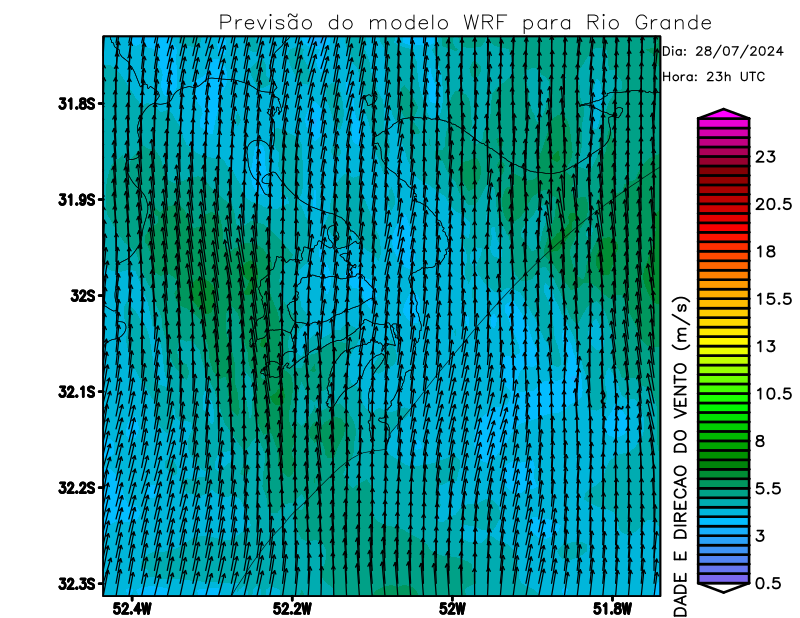 Previsão do modelo WRF para Rio Grande
Dia: 28/07/2024
Hora: 23h UTC
31.8S
31.9S
32S
32.1S
32.2S
32.3S
52.4W
52.2W
52W
51.8W
23
20.5
18
15.5
13
10.5
8
5.5
3
0.5
DADE E DIRECAO DO VENTO (m/s)